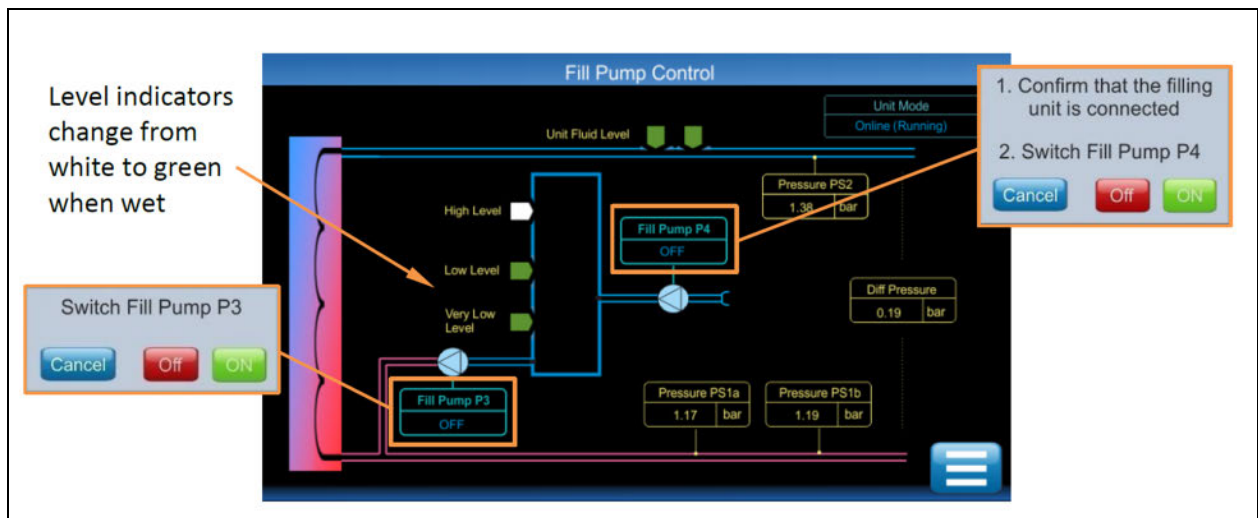 Fill Pump Control
Level indicators
change from
white to green
when wet
1. Confirm that the filling
unit is connected
2. Switch Fill Pump P4
Cancel
Off
ON
Unit Mode
Online (Running)
Unit Fluid Level
Pressure PS2
1.38 bar
High Level
Fill Pump P4
OFF
Low Level
Diff Pressure
0.19 bar
Very Low
Level
Switch Fill Pump P3
Cancel
Off
ON
Fill Pump P3
OFF
Pressure PS1a
1.17 bar
Pressure PS1b
1.19 bar